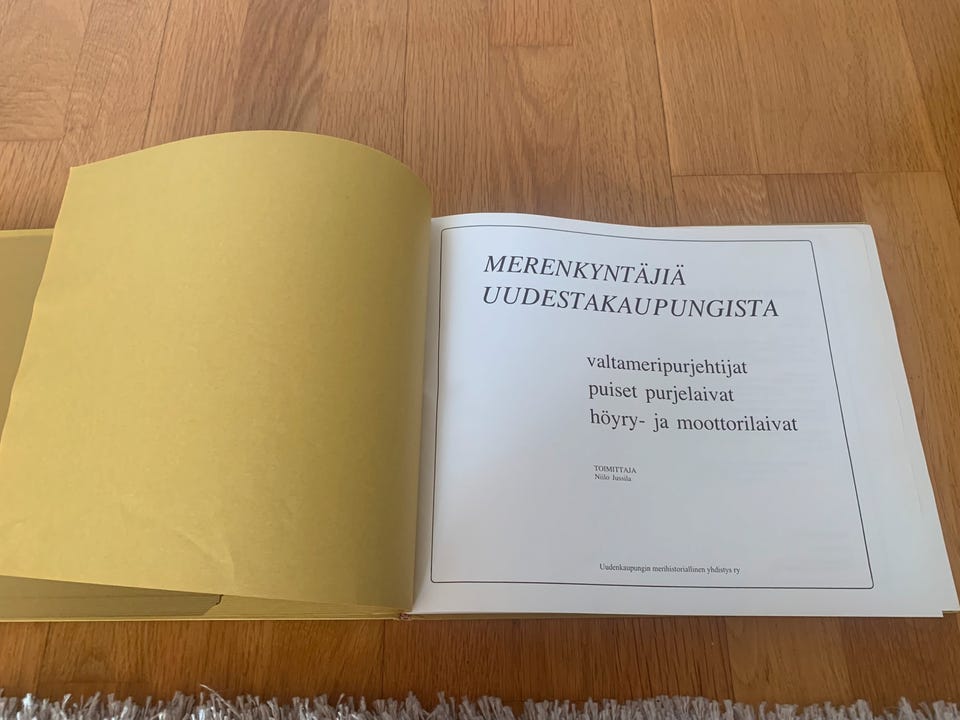 MERENKYNTÄJIÄ
UUDESTAKAUPUNGISTA
valtameripurjehtijat
puiset purjelaivat
höyry- ja moottorilaivat
TOIMITTAJA
Niilo Jussila
Uudenkaupungin merihistoriallinen yhdistys ry